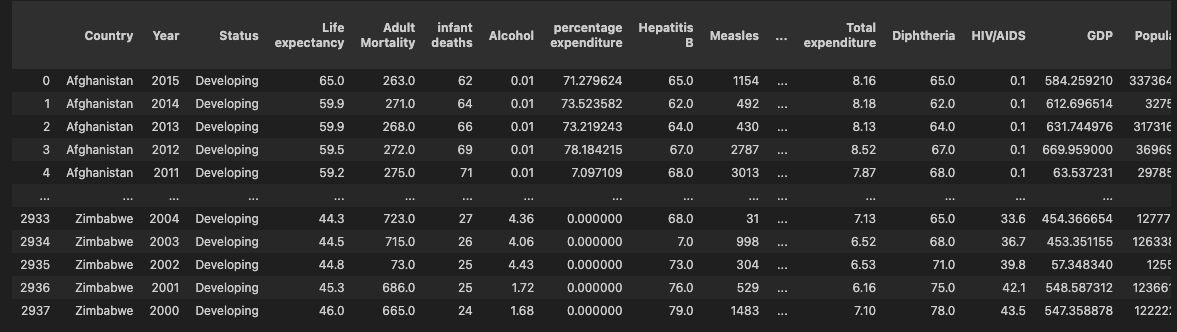 Country Year Status Life expectancy Adult Mortality infant deaths Alcohol percentage expenditure Hepatitis B Measles ... Total expenditure Diphtheria HIV/AIDS GDP
0 Afghanistan 2015 Developing 65.0 263.0 62 0.01 71.279624 65.0 1154 ... 8.16 65.0 0.1 584.259210 337364
1 Afghanistan 2014 Developing 59.9 271.0 64 0.01 73.523582 62.0 492 ... 8.18 62.0 0.1 612.696514 3275
2 Afghanistan 2013 Developing 59.9 268.0 66 0.01 73.219243 64.0 430 ... 8.13 64.0 0.1 631.744976 317316
3 Afghanistan 2012 Developing 59.5 272.0 69 0.01 78.184215 67.0 2787 ... 8.52 67.0 0.1 669.959000 36969
4 Afghanistan 2011 Developing 59.2 275.0 71 0.01 7.097109 68.0 3013 ... 7.87 68.0 0.1 63.537231 29785
... ... ... ... ... ... ... ... ... ... ... ... ... ... ... ...
2933 Zimbabwe 2004 Developing 44.3 723.0 27 4.36 0.000000 68.0 31 ... 7.13 65.0 33.6 454.366654 12777
2934 Zimbabwe 2003 Developing 44.5 715.0 26 4.06 0.000000 7.0 998 ... 6.52 68.0 36.7 453.351155 12633
2935 Zimbabwe 2002 Developing 44.8 73.0 25 4.43 0.000000 73.0 304 ... 6.53 71.0 39.8 57.348340 125
2936 Zimbabwe 2001 Developing 45.3 686.0 25 1.72 0.000000 76.0 529 ... 6.16 75.0 42.1 548.587312 12366
2937 Zimbabwe 2000 Developing 46.0 665.0 24 1.68 0.000000 79.0 1483 ... 7.10 78.0 43.5 547.358878 12222